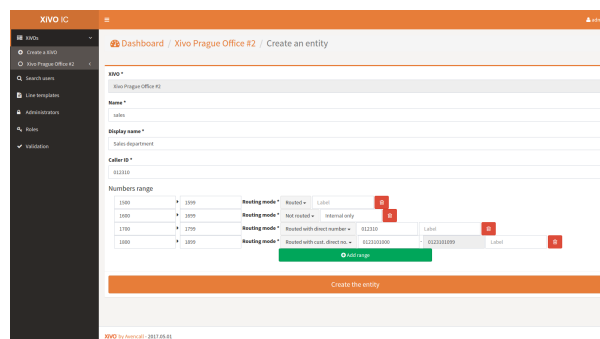 XIVO IC
XIVOs
Create a XIVO
Xivo Prague Office #2
Search users
Line templates
Administrators
Roles
Validation
Dashboard / Xivo Prague Office #2 / Create an entity
XIVO *
Xivo Prague Office #2
Name *
sales
Display name *
Sales department
Caller ID *
012310
Numbers range
1500 1599 Routing mode * Routed Label
1600 1699 Routing mode * Not routed Internal only
1700 1799 Routing mode * Routed with direct number 012310 Label
1800 1899 Routing mode * Routed with cust. direct no. 0123101000 - 0123101099 Label
Add range
Create the entity
XIVO by Avencall - 2017.05.01